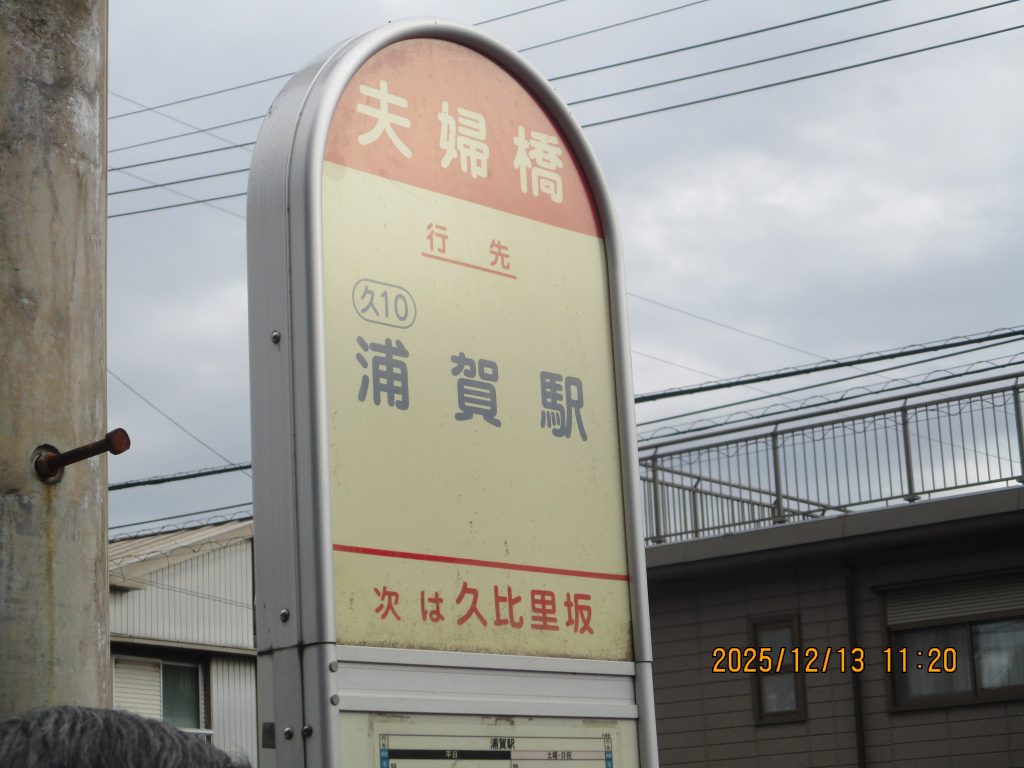 夫婦橋
行先
久10
浦賀駅
次は久比里坂
浦賀駅
平日 土曜・日祝
2025/12/13 11:20